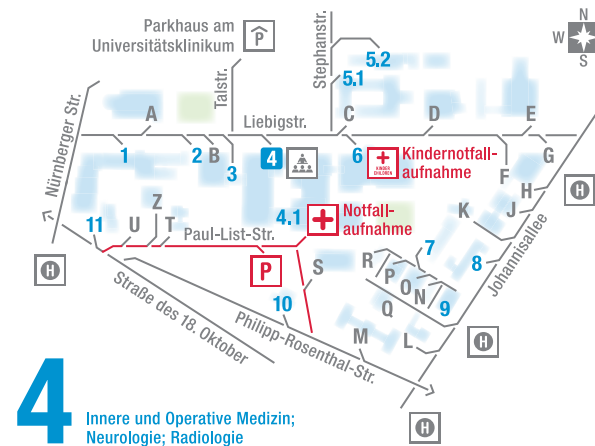 Parkhaus am
Universitätsklinikum
P
Stephanstr.
5.2
5.1
N
W
S
Talstr.
Nürnberger Str.
A
Liebigstr.
C
D
E
1
2
B
3
4
6
KINDER
CHILDREN
Kindernotfall-
aufnahme
F
G
H
H
J
K
Johannisallee
11
U
Z
T
Paul-List-Str.
4.1
Notfall-
aufnahme
H
P
S
R
P
O
N
7
8
9
Q
10
Straße des 18. Oktober
Philipp-Rosenthal-Str.
M
L
H
H
4
Innere und Operative Medizin;
Neurologie; Radiologie